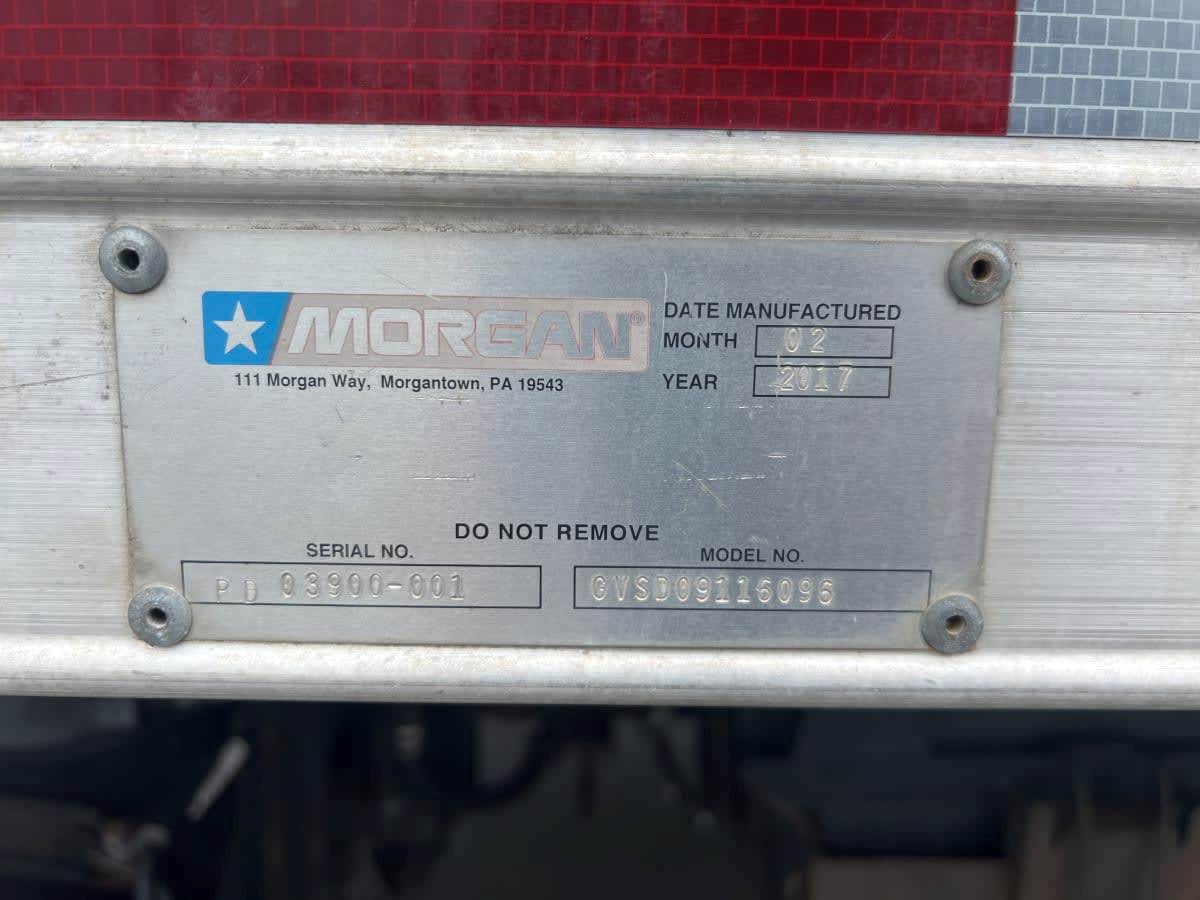 MORGAN®
111 Morgan Way, Morgantown, PA 19543
DATE MANUFACTURED
MONTH 02
YEAR 2017
DO NOT REMOVE
SERIAL NO.
PD 03900-001
MODEL NO.
GVSD09116096